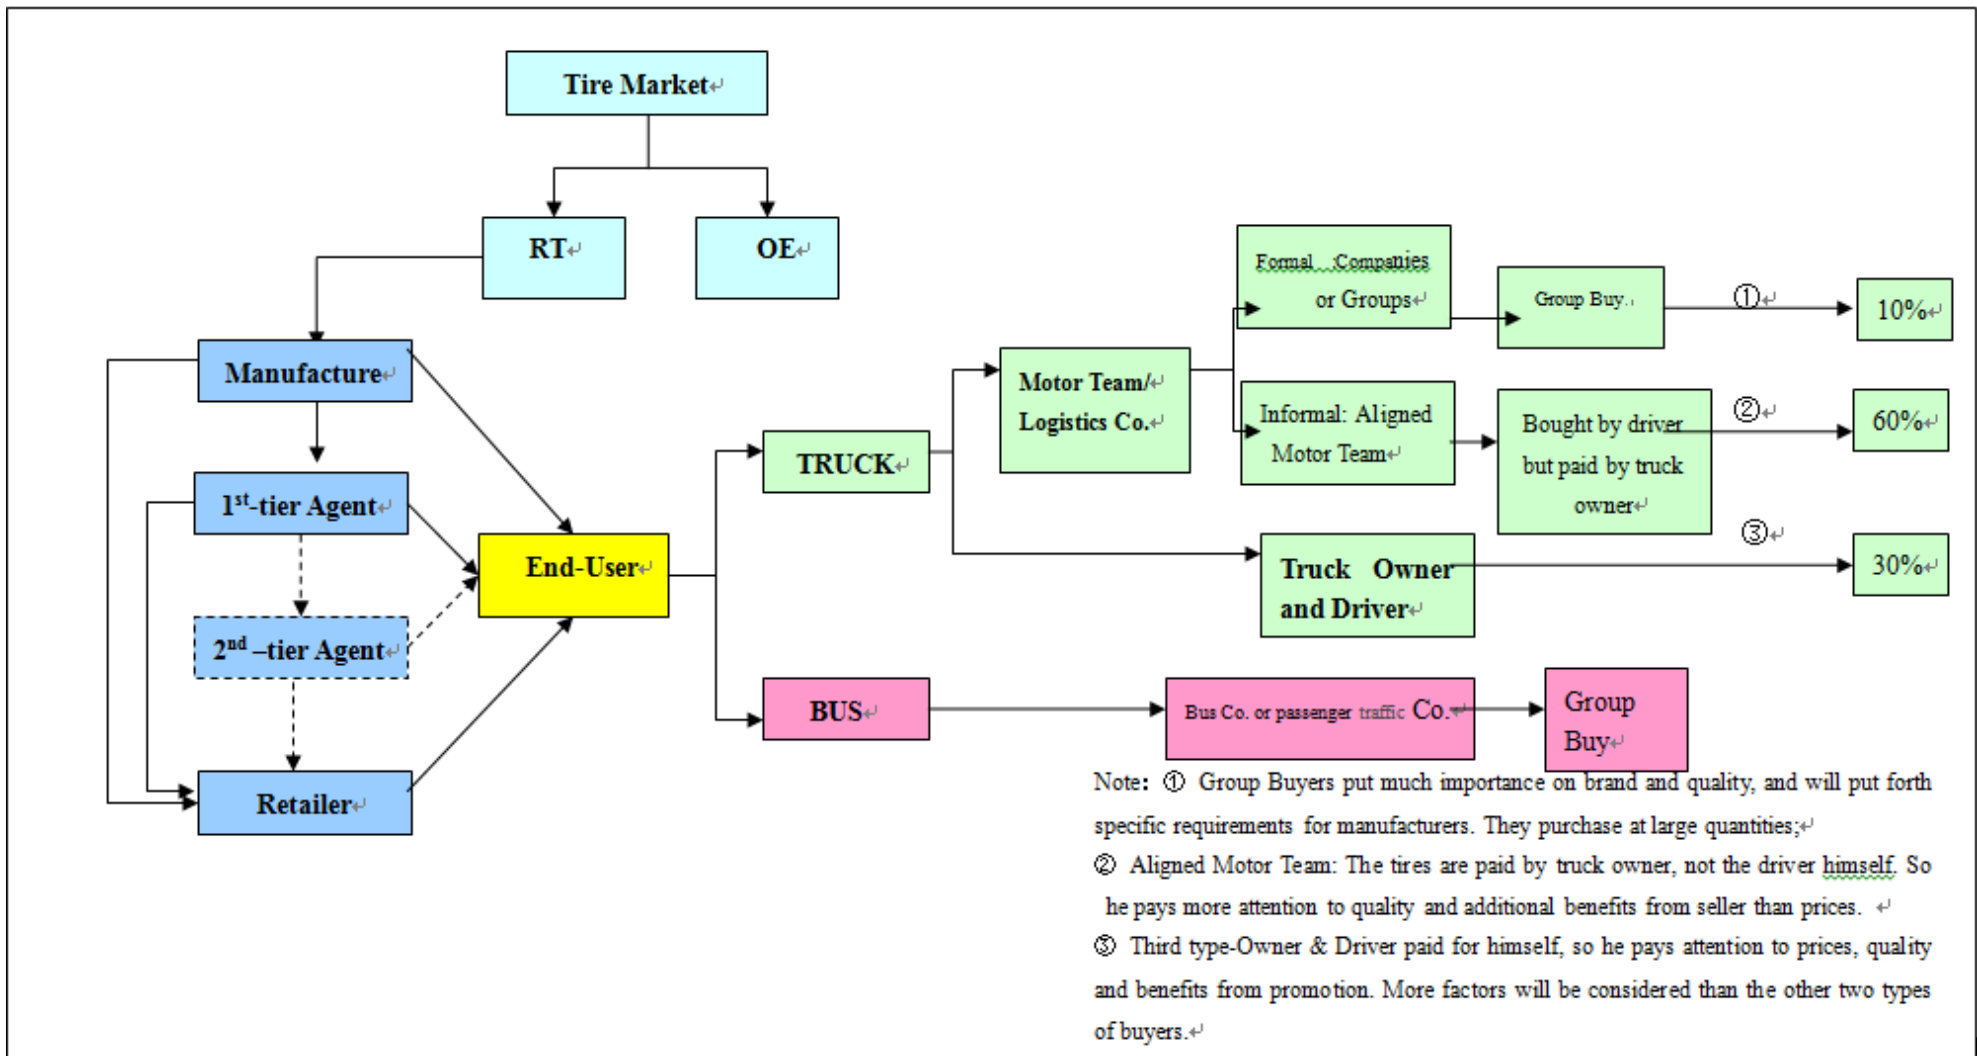 Tire Market↵
RT↵
OE↵
Manufacture↵
1st-tier Agent↵
2nd –tier Agent↵
Retailer↵
End-User↵
TRUCK↵
BUS↵
Motor Team/↵
Logistics Co.↵
Formal :Companies
or Groups↵
Group Buy.↵
①↵
10%↵
Informal: Aligned
Motor Team↵
Bought by driver
but paid by truck
owner↵
②↵
60%↵
Truck Owner
and Driver↵
③↵
30%↵
Bus Co. or passenger traffic Co.↵
Group
Buy↵
Note: ① Group Buyers put much importance on brand and quality, and will put forth
specific requirements for manufacturers. They purchase at large quantities;↵
② Aligned Motor Team: The tires are paid by truck owner, not the driver himself. So
he pays more attention to quality and additional benefits from seller than prices. ↵
③ Third type-Owner & Driver paid for himself, so he pays attention to prices, quality
and benefits from promotion. More factors will be considered than the other two types
of buyers.↵